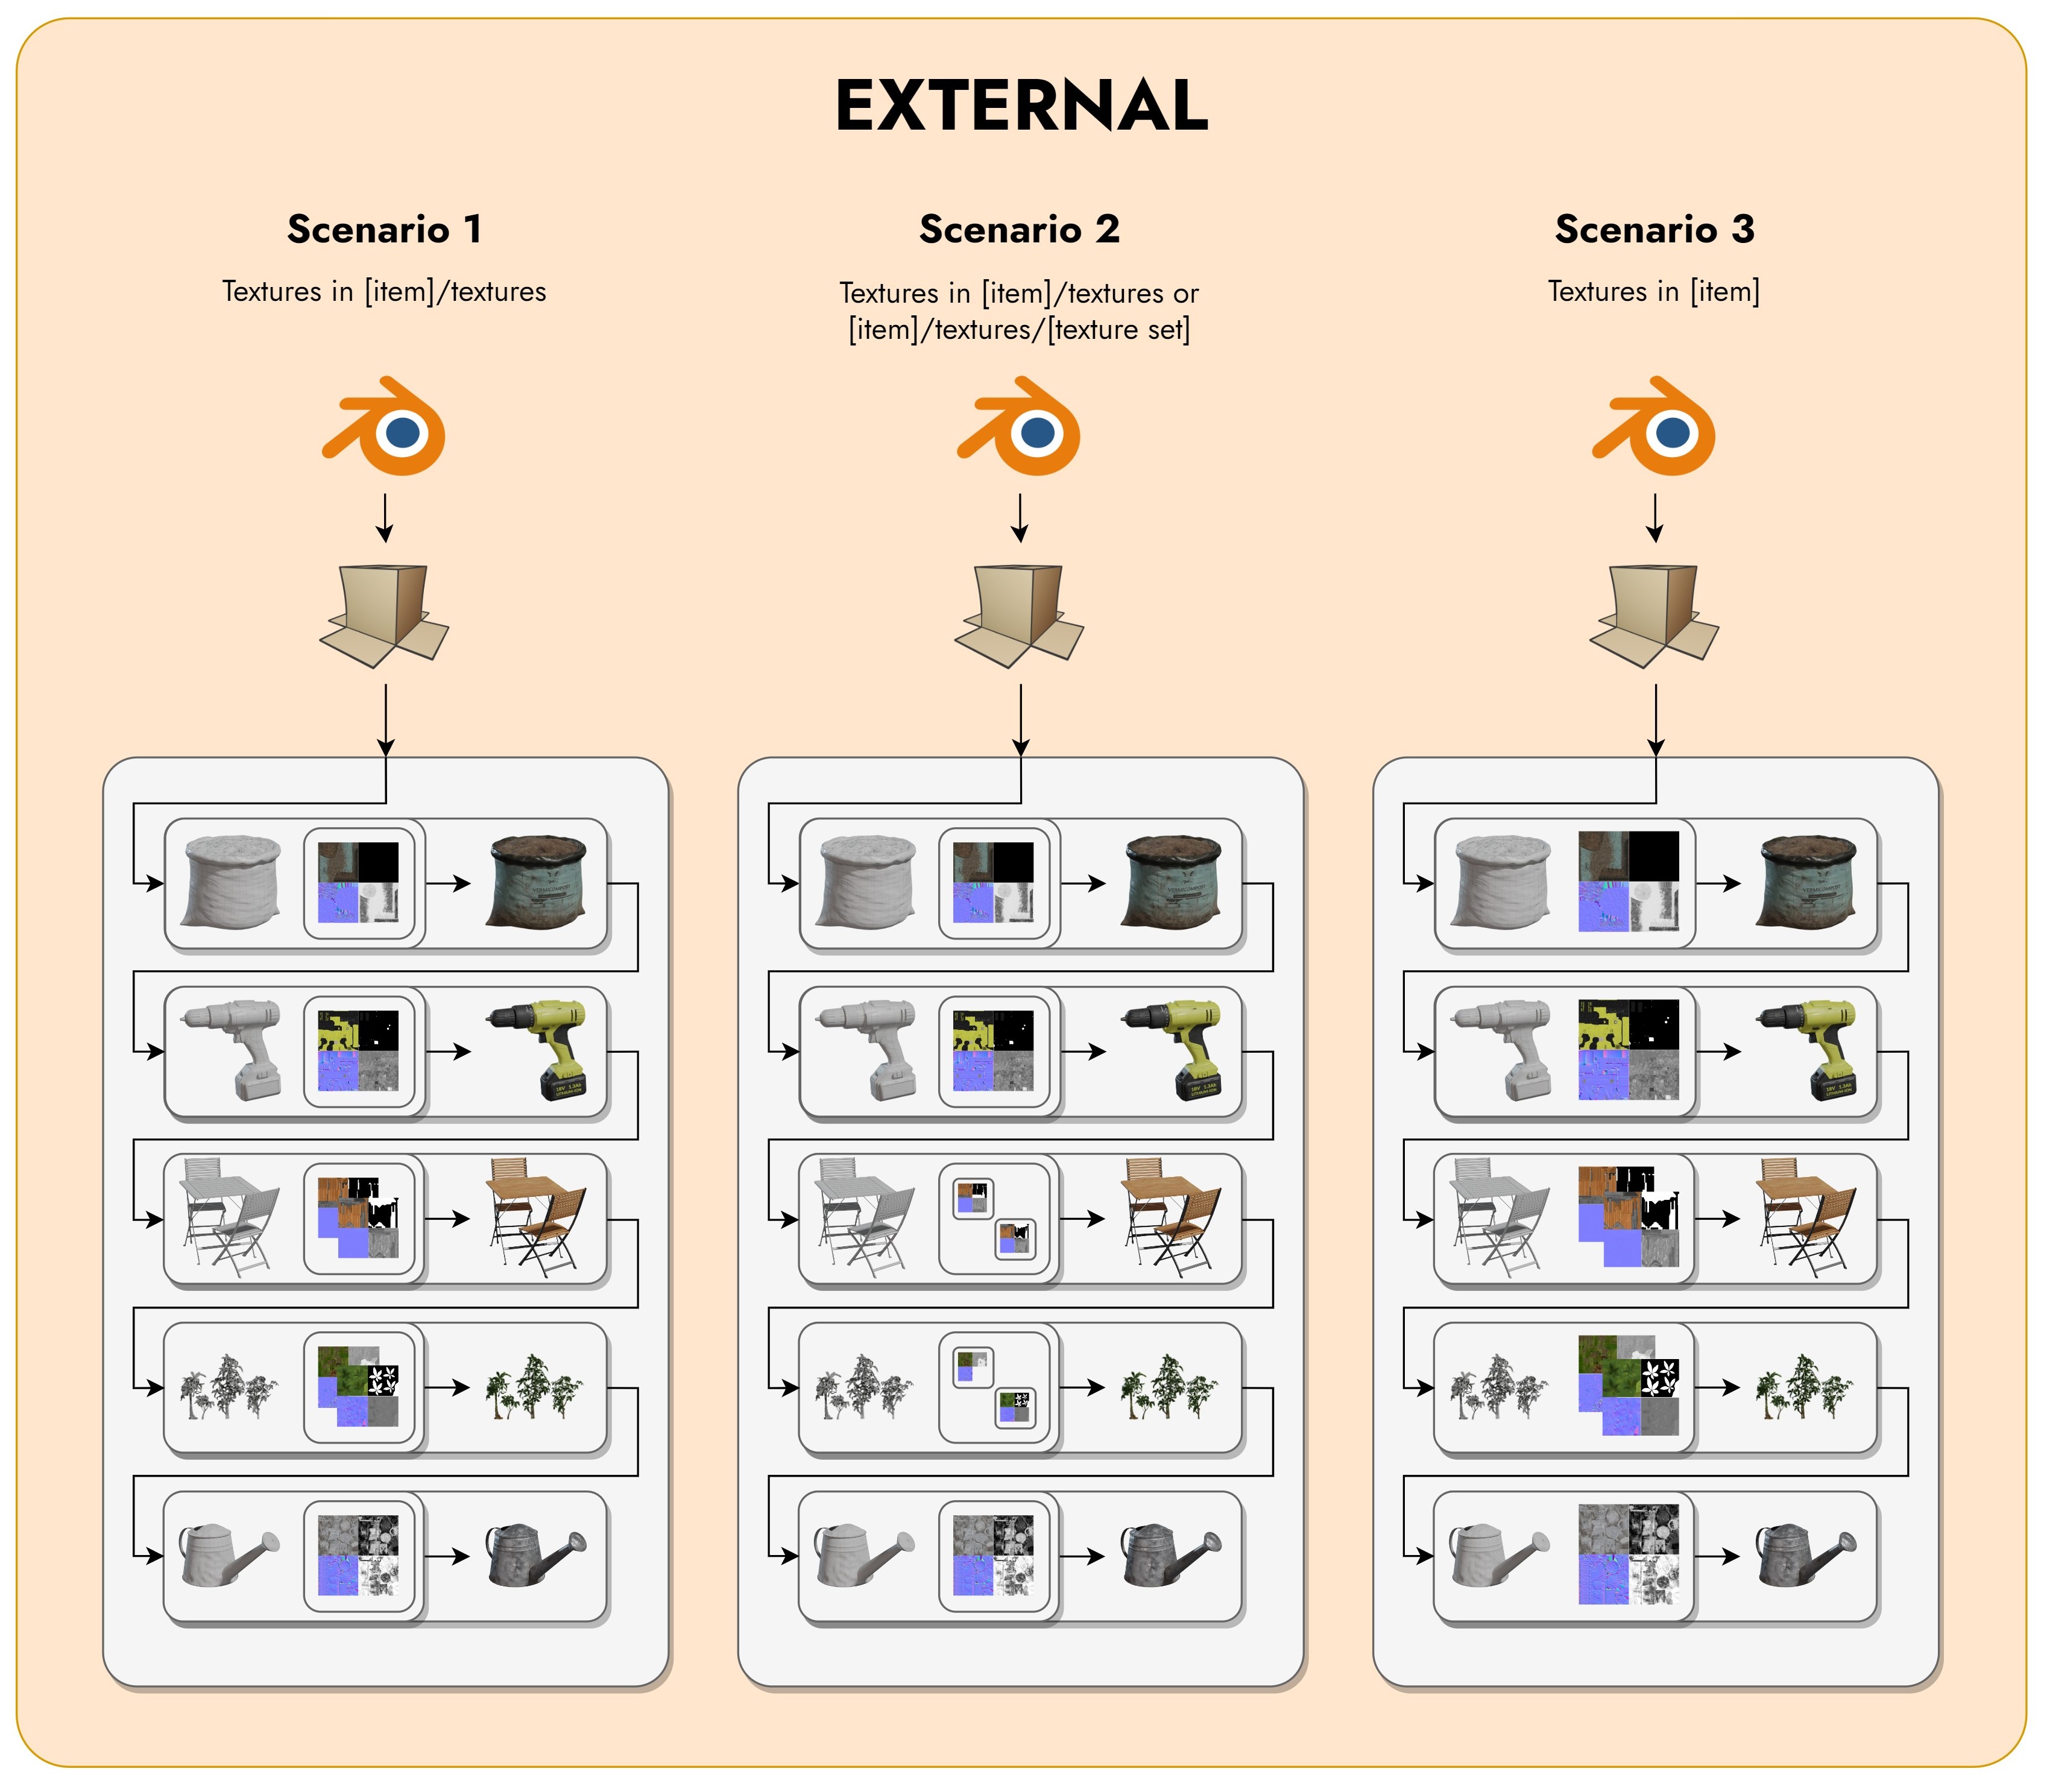 EXTERNAL
Scenario 1
Textures in [item]/textures
Scenario 2
Textures in [item]/textures or
[item]/textures/[texture set]
Scenario 3
Textures in [item]